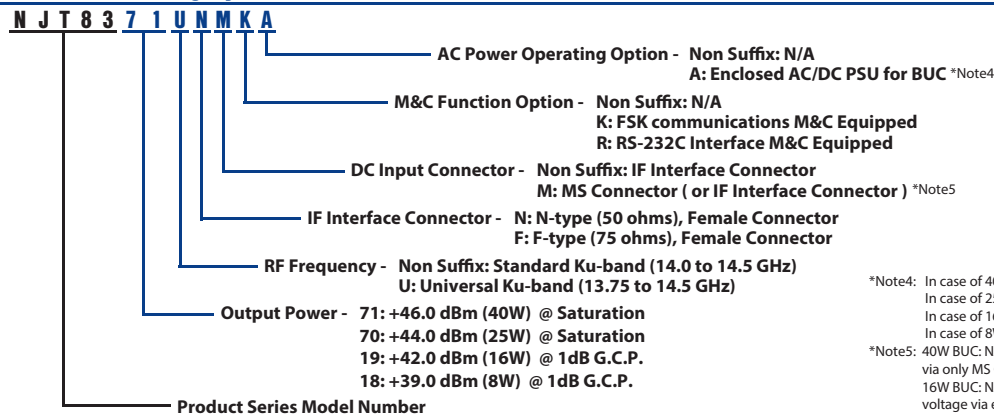 N J T 8 3 7 1 U N M K A
AC Power Operating Option - Non Suffix: N/A
A: Enclosed AC/DC PSU for BUC *Note4
M&C Function Option - Non Suffix: N/A
K: FSK communications M&C Equipped
R: RS-232C Interface M&C Equipped
DC Input Connector - Non Suffix: IF Interface Connector
M: MS Connector ( or IF Interface Connector ) *Note5
IF Interface Connector - N: N-type (50 ohms), Female Connector
F: F-type (75 ohms), Female Connector
RF Frequency - Non Suffix: Standard Ku-band (14.0 to 14.5 GHz)
U: Universal Ku-band (13.75 to 14.5 GHz)
Output Power - 71: +46.0 dBm (40W) @ Saturation
70: +44.0 dBm (25W) @ Saturation
19: +42.0 dBm (16W) @ 1dB G.C.P.
18: +39.0 dBm (8W) @ 1dB G.C.P.
Product Series Model Number
*Note4: In case of
In case of
In case of
In case of
*Note5: 40W BUC:
via only MS
16W BUC:
voltage via